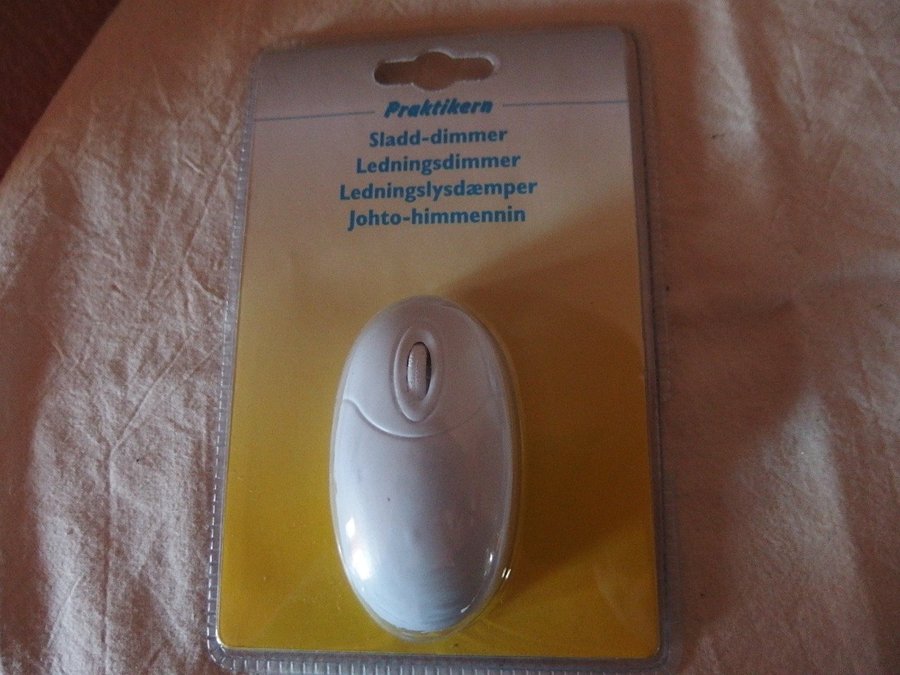 Praktikern
Sladd-dimmer
Ledningsdimmer
Ledningslysdæmper
Johto-himmennin